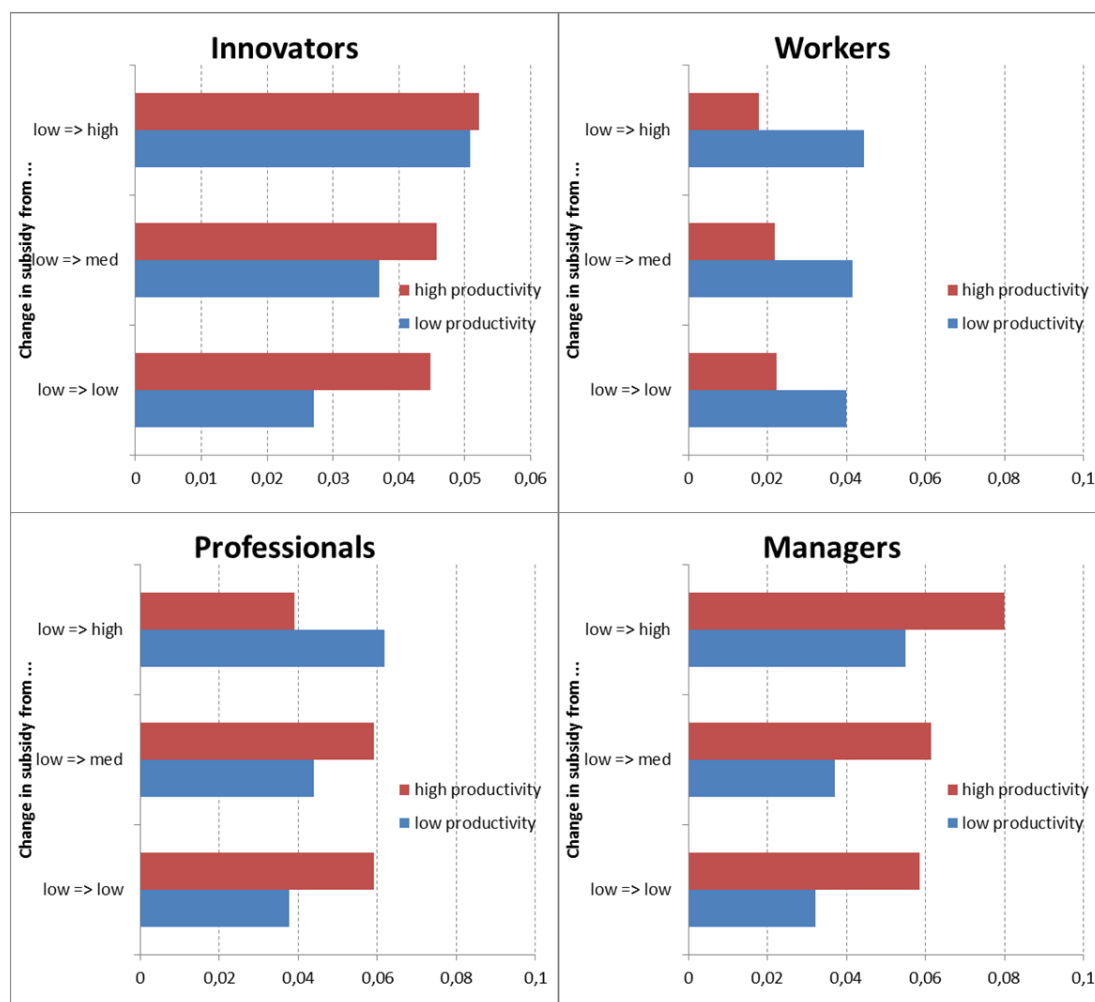 Innovators
Change in subsidy from ...
low => high
low => med
low => low
high productivity
low productivity
0 0,01 0,02 0,03 0,04 0,05 0,06
Workers
Change in subsidy from ...
low => high
low => med
low => low
high productivity
low productivity
0 0,02 0,04 0,06 0,08 0,1
Professionals
Change in subsidy from ...
low => high
low => med
low => low
high productivity
low productivity
0 0,02 0,04 0,06 0,08 0,1
Managers
Change in subsidy from ...
low => high
low => med
low => low
high productivity
low productivity
0 0,02 0,04 0,06 0,08 0,1